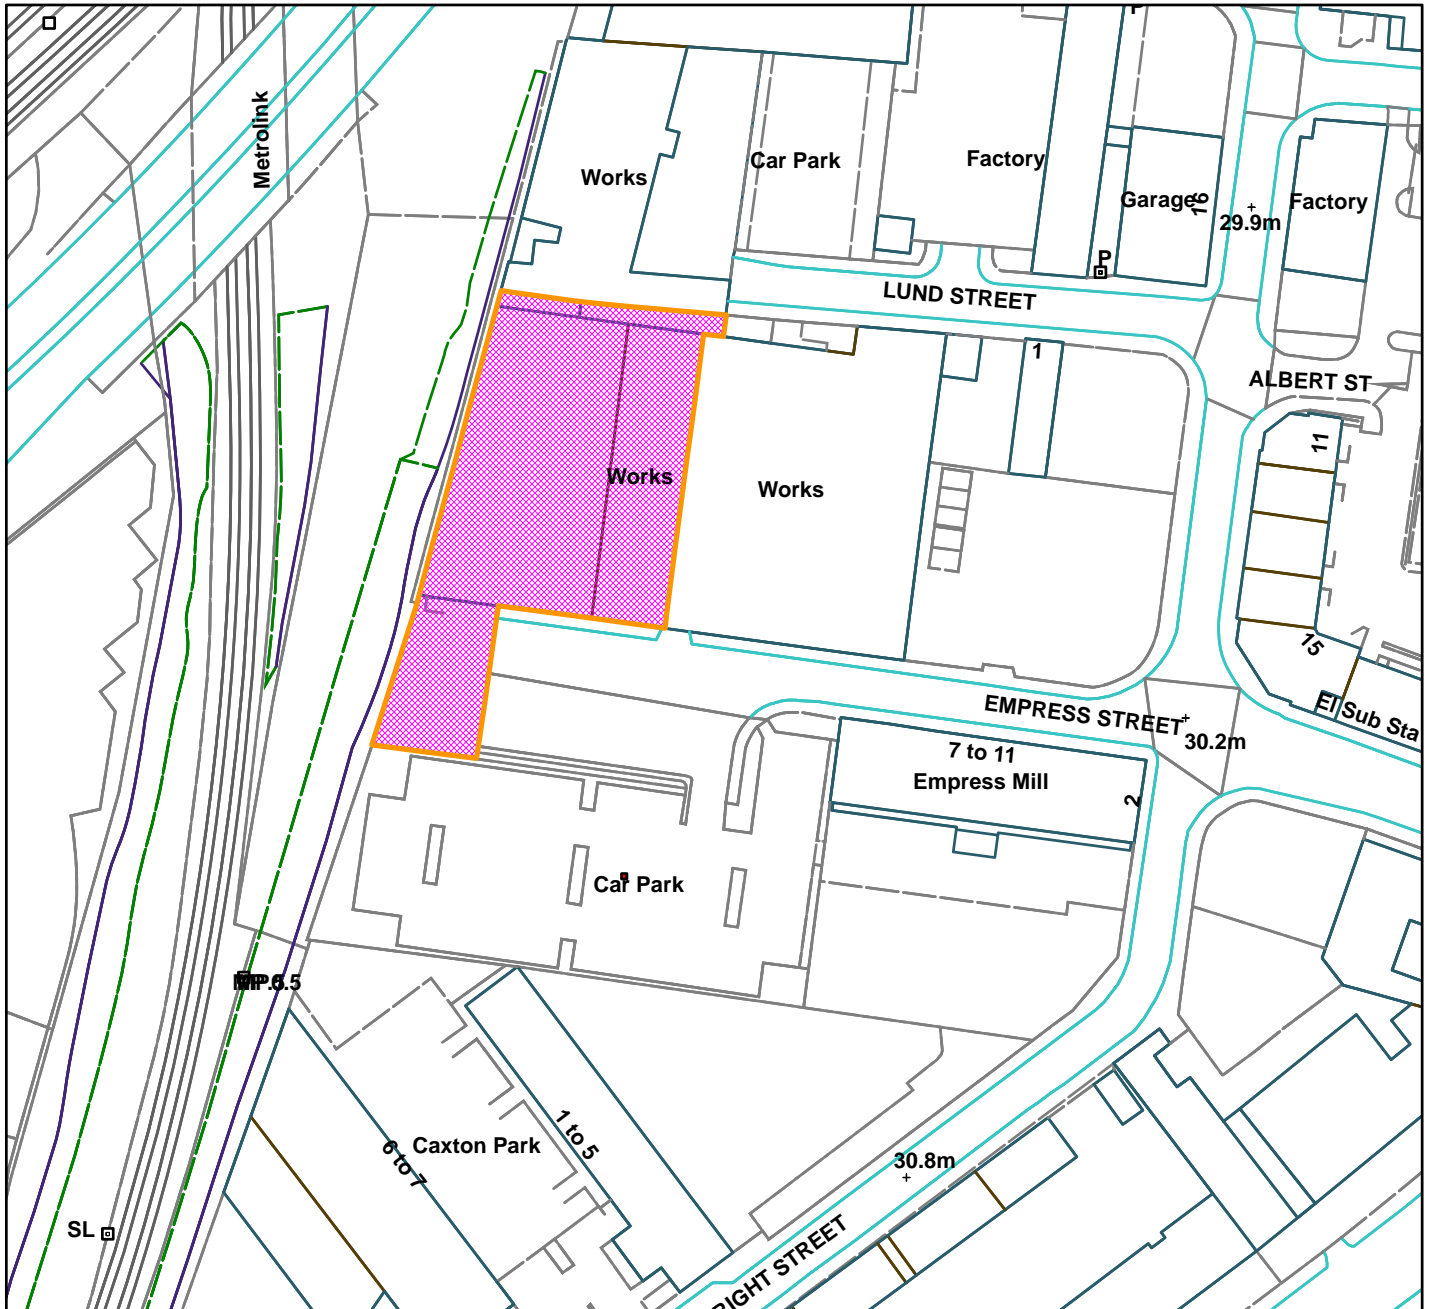 P
Metrolink
Works
Car Park
Factory
Garage
16
29.9m
Factory
P
LUND STREET
1
ALBERT ST
11
Works
Works
15
El Sub Sta
EMPRESS STREET
30.2m
7 to 11
Empress Mill
2
Car Park
Caxton Park
1 to 5
6 to 7
30.8m
SL
RIGHT STREET